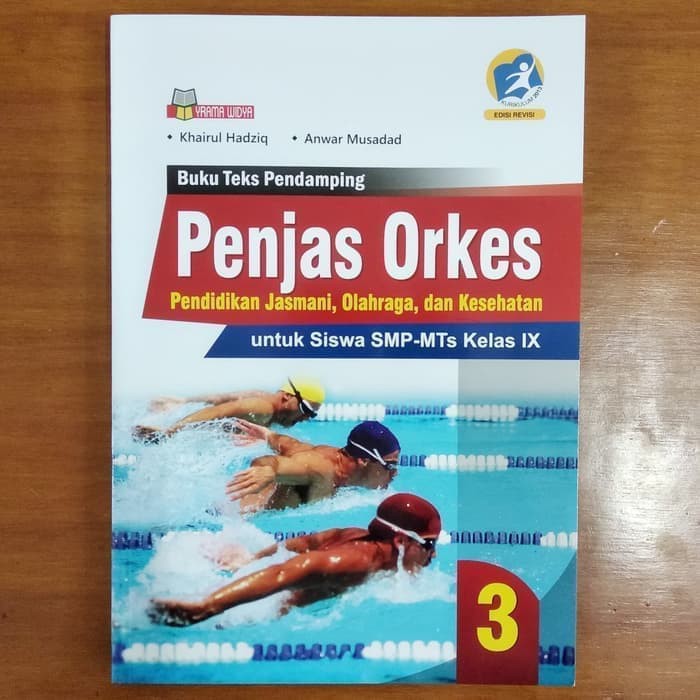 YRAMA WIDYA
KURIKULUM 2013
EDISI REVISI
• Khairul Hadziq • Anwar Musadad
Buku Teks Pendamping
Penjas Orkes
Pendidikan Jasmani, Olahraga, dan Kesehatan
untuk Siswa SMP-MTs Kelas IX
3